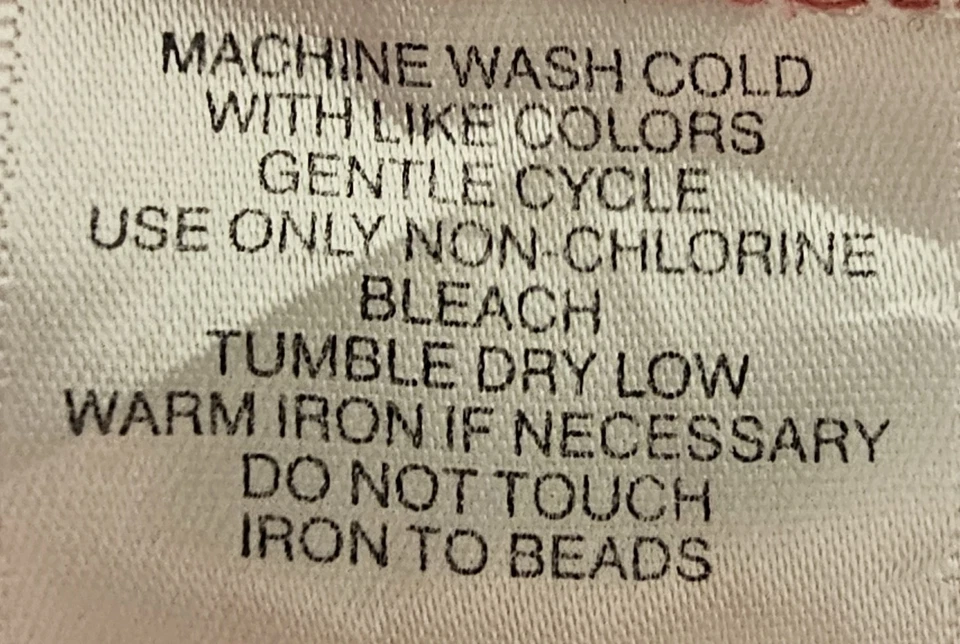 MACHINE WASH COLD
WITH LIKE COLORS
GENTLE CYCLE
USE ONLY NON-CHLORINE
BLEACH
TUMBLE DRY LOW
WARM IRON IF NECESSARY
DO NOT TOUCH
IRON TO BEADS